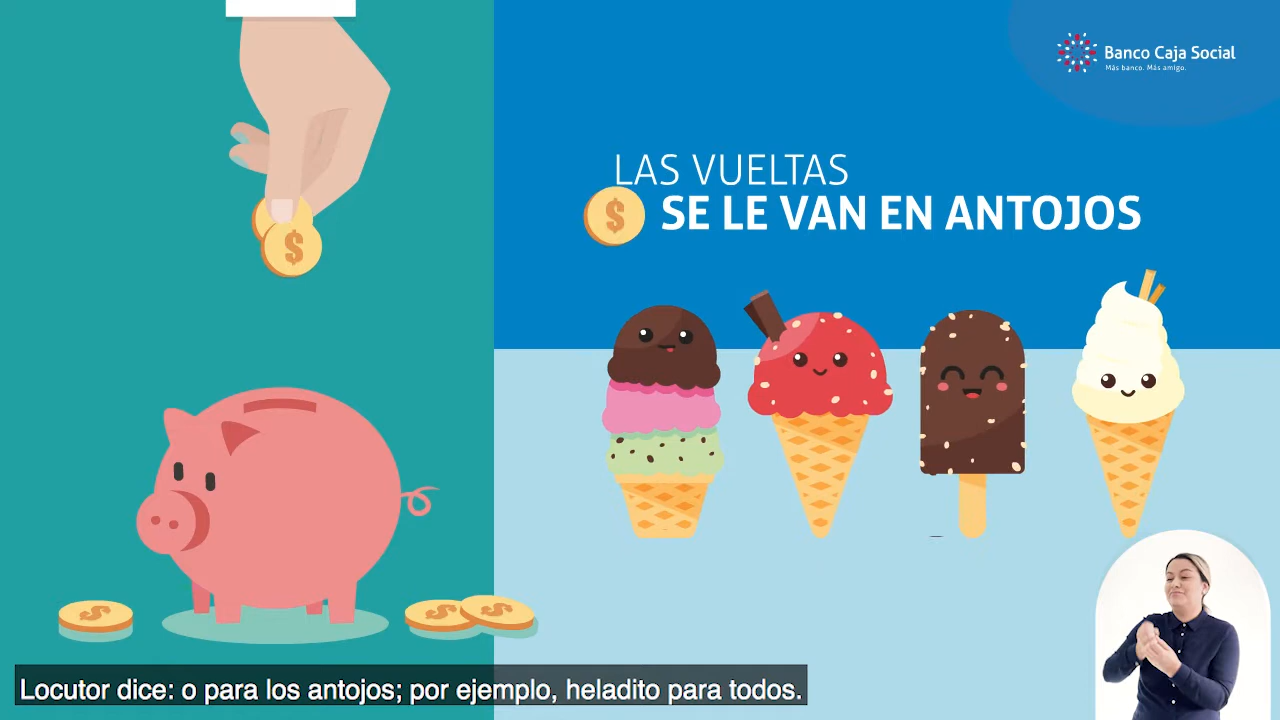 Banco Caja Social
Más banco. Más amigo.
LAS VUELTAS
SE LE VAN EN ANTOJOS
$
$
Locutor dice: o para los antojos; por ejemplo, heladito para todos.